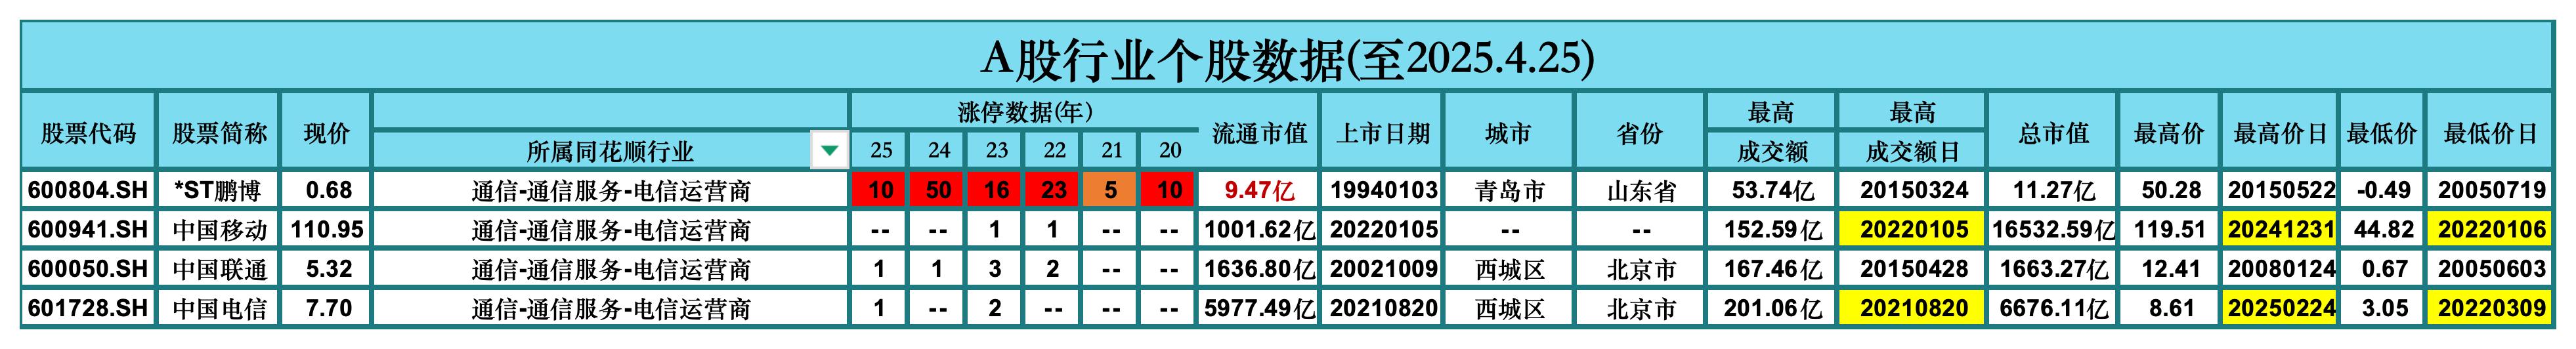 A股行业个股数据(至2025.4.25)
股票代码 股票简称 现价 所属同花顺行业 涨停数据(年) 流通市值 上市日期 城市 省份 最高成交额 最高成交额日 总市值 最高价 最高价日 最低价 最低价日
25 24 23 22 21 20
600804.SH *ST鹏博 0.68 通信-通信服务-电信运营商 10 50 16 23 5 10 9.47亿 19940103 青岛市 山东省 53.74亿 20150324 11.27亿 50.28 20150522 -0.49 20050719
600941.SH 中国移动 110.95 通信-通信服务-电信运营商 -- -- 1 1 -- -- 1001.62亿 20220105 -- -- 152.59亿 20220105 16532.59亿 119.51 20241231 44.82 20220106
600050.SH 中国联通 5.32 通信-通信服务-电信运营商 1 1 3 2 -- -- 1636.80亿 20021009 西城区 北京市 167.46亿 20150428 1663.27亿 12.41 20080124 0.67 20050603
601728.SH 中国电信 7.70 通信-通信服务-电信运营商 1 -- 2 -- -- -- 5977.49亿 20210820 西城区 北京市 201.06亿 20210820 6676.11亿 8.61 20250224 3.05 20220309